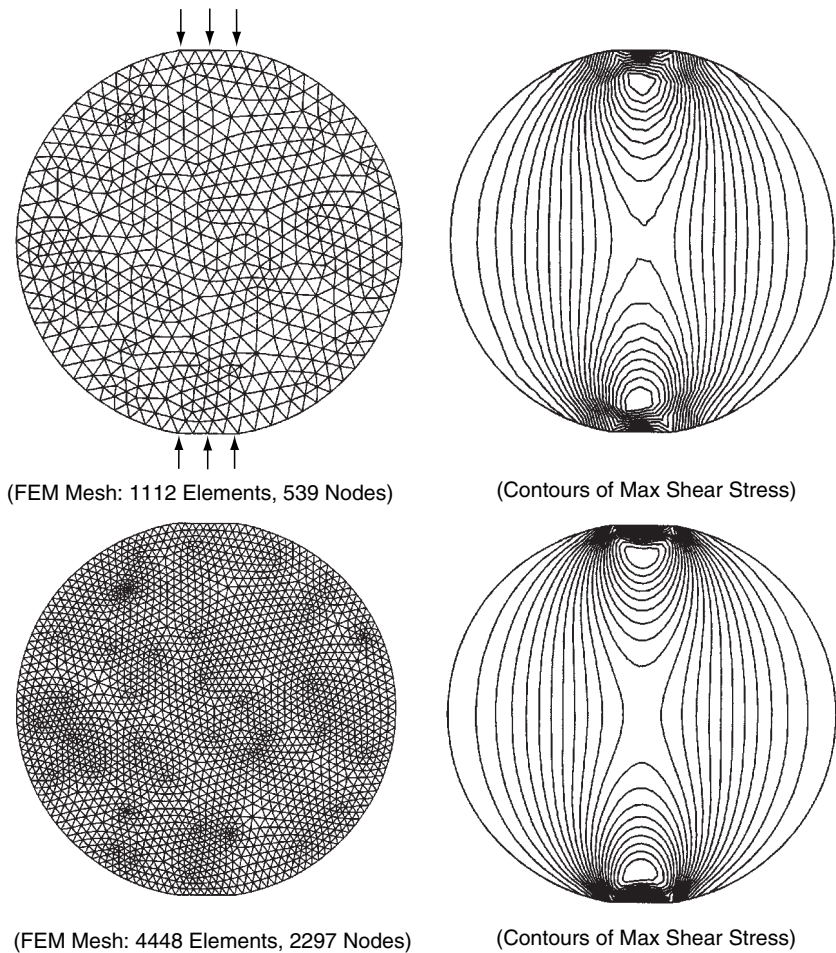 (FEM Mesh: 1112 Elements, 539 Nodes)
(Contours of Max Shear Stress)
(FEM Mesh: 4448 Elements, 2297 Nodes)
(Contours of Max Shear Stress)